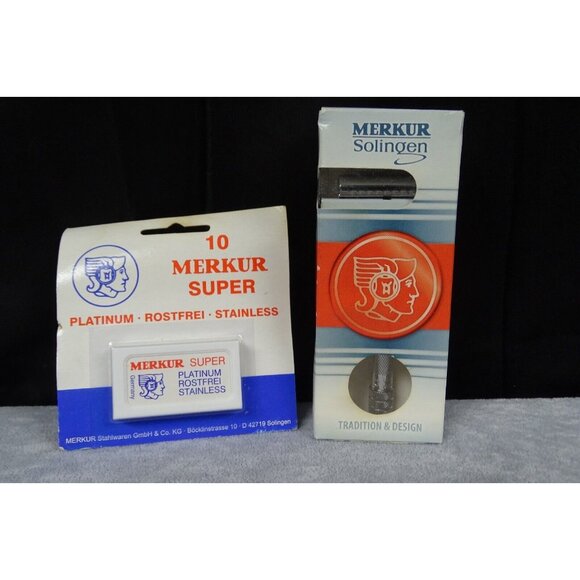 10
MERKUR
SUPER
PLATINUM · ROSTFREI · STAINLESS
MERKUR SUPER
Germany
PLATINUM
ROSTFREI
STAINLESS
MERKUR Stahlwaren GmbH & Co. KG · Böcklinstrasse 10 · D 42719 Solingen
MERKUR
Solingen
TRADITION & DESIGN